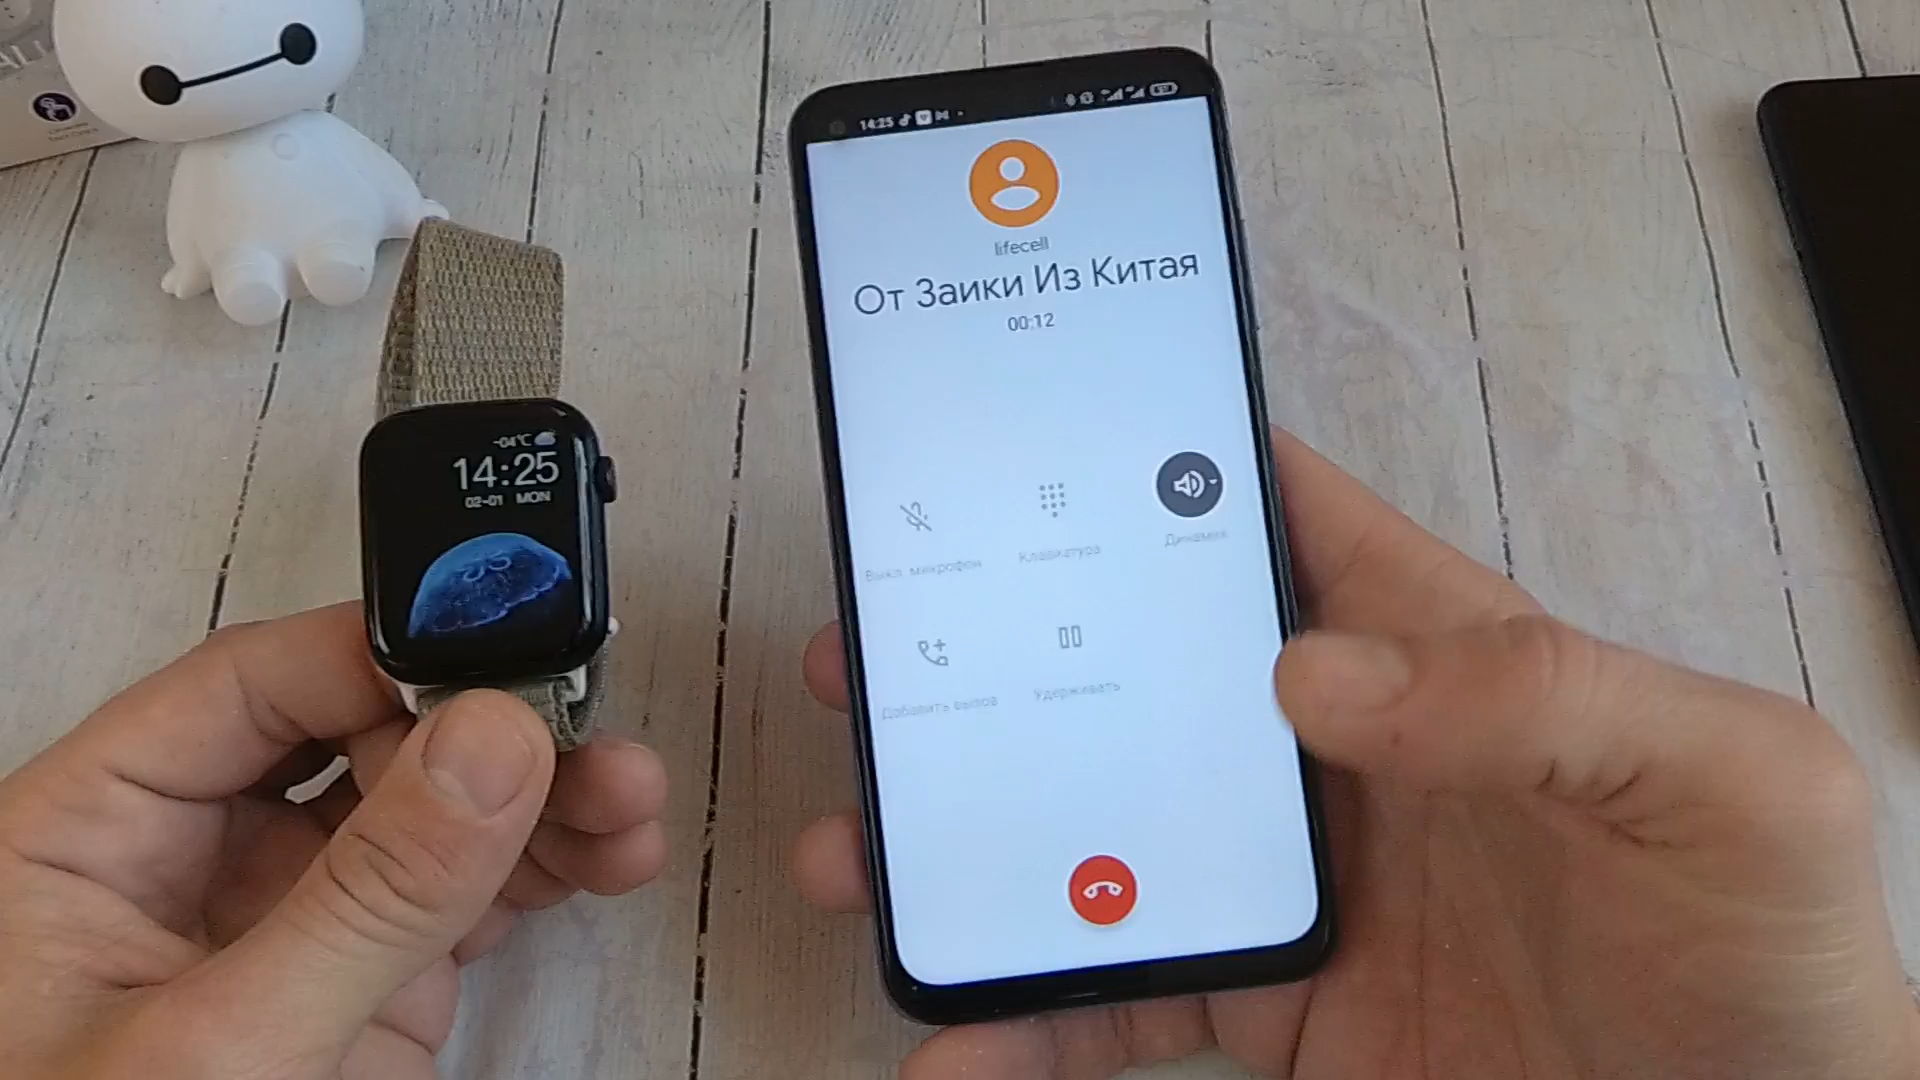 14:25
lifecell
От Заики Из Китая
00:12
Выкл. микрофон
Клавиатура
Динамик
Добавить вызов
Удерживать
-04℃
14:25
02-01 MON